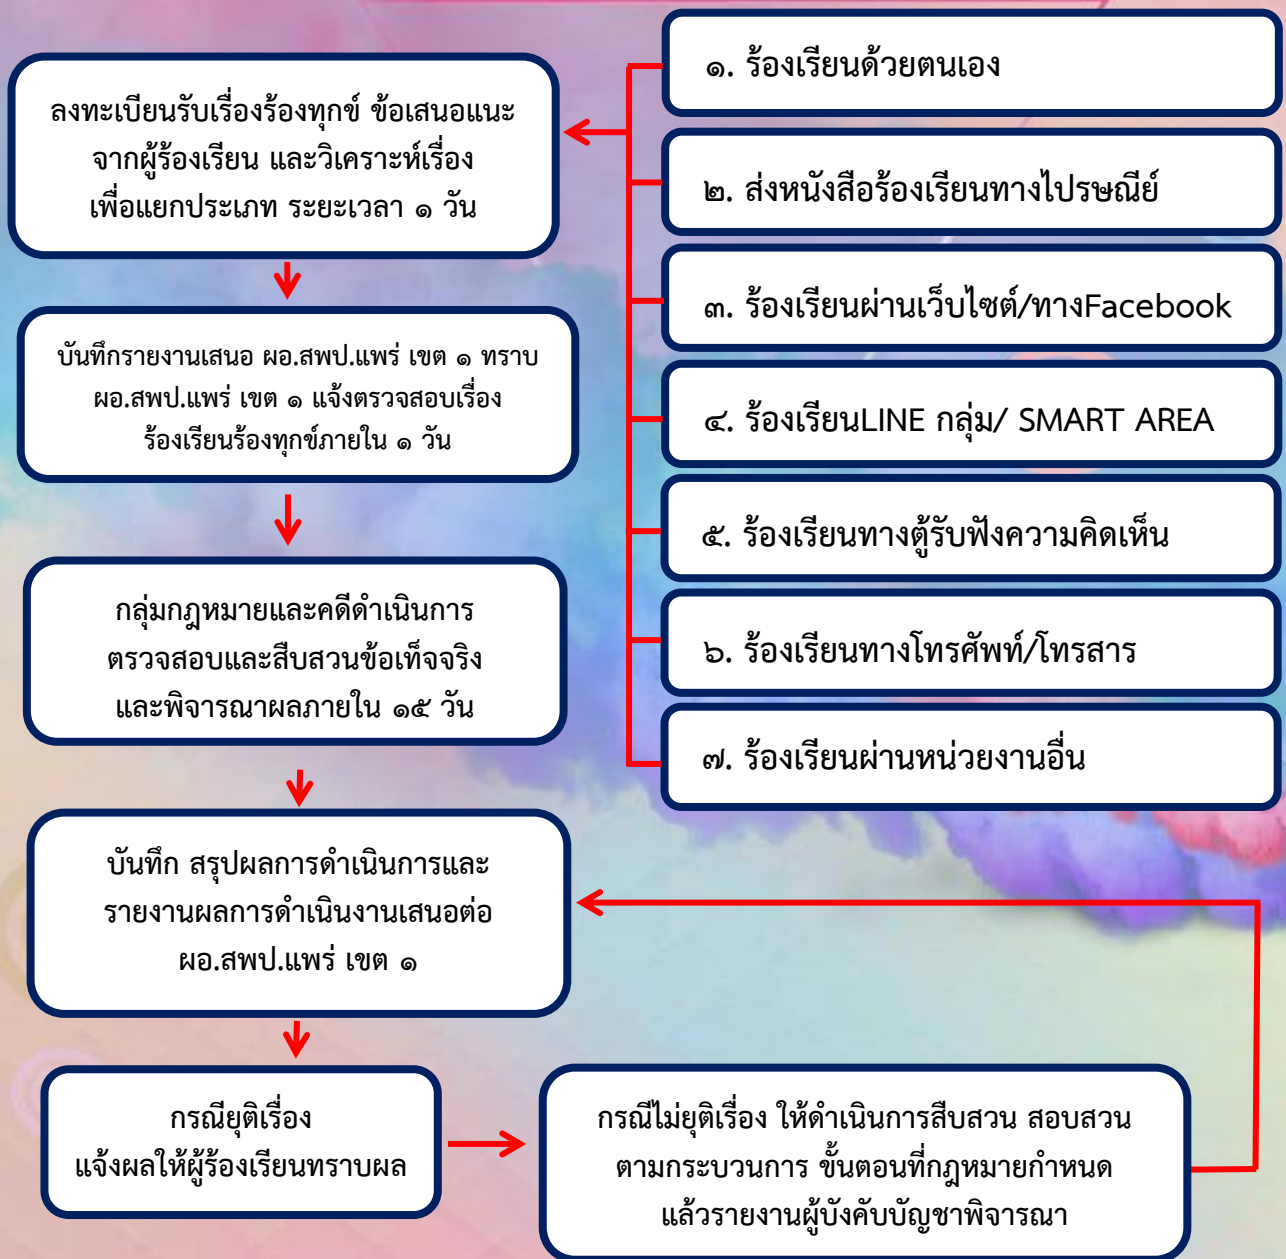 ๑. ร้องเรียนด้วยตนเอง
๒. ส่งหนังสือร้องเรียนทางไปรษณีย์
๓. ร้องเรียนผ่านเว็บไซต์/ทางFacebook
๔. ร้องเรียนLINE กลุ่ม/ SMART AREA
๕. ร้องเรียนทางตู้รับฟังความคิดเห็น
๖. ร้องเรียนทางโทรศัพท์/โทรสาร
๗. ร้องเรียนผ่านหน่วยงานอื่น
ลงทะเบียนรับเรื่องร้องทุกข์ ข้อเสนอแนะ
จากผู้ร้องเรียน และวิเคราะห์เรื่อง
เพื่อแยกประเภท ระยะเวลา ๑ วัน
บันทึกรายงานเสนอ ผอ.สพป.แพร่ เขต ๑ ทราบ
ผอ.สพป.แพร่ เขต ๑ แจ้งตรวจสอบเรื่อง
ร้องเรียนร้องทุกข์ภายใน ๑ วัน
กลุ่มกฎหมายและคดีดำเนินการ
ตรวจสอบและสืบสวนข้อเท็จจริง
และพิจารณาผลภายใน ๑๕ วัน
บันทึก สรุปผลการดำเนินการและ
รายงานผลการดำเนินงานเสนอต่อ
ผอ.สพป.แพร่ เขต ๑
กรณียุติเรื่อง
แจ้งผลให้ผู้ร้องเรียนทราบผล
กรณีไม่ยุติเรื่อง ให้ดำเนินการสืบสวน สอบสวน
ตามกระบวนการ ขั้นตอนที่กฎหมายกำหนด
แล้วรายงานผู้บังคับบัญชาพิจารณา